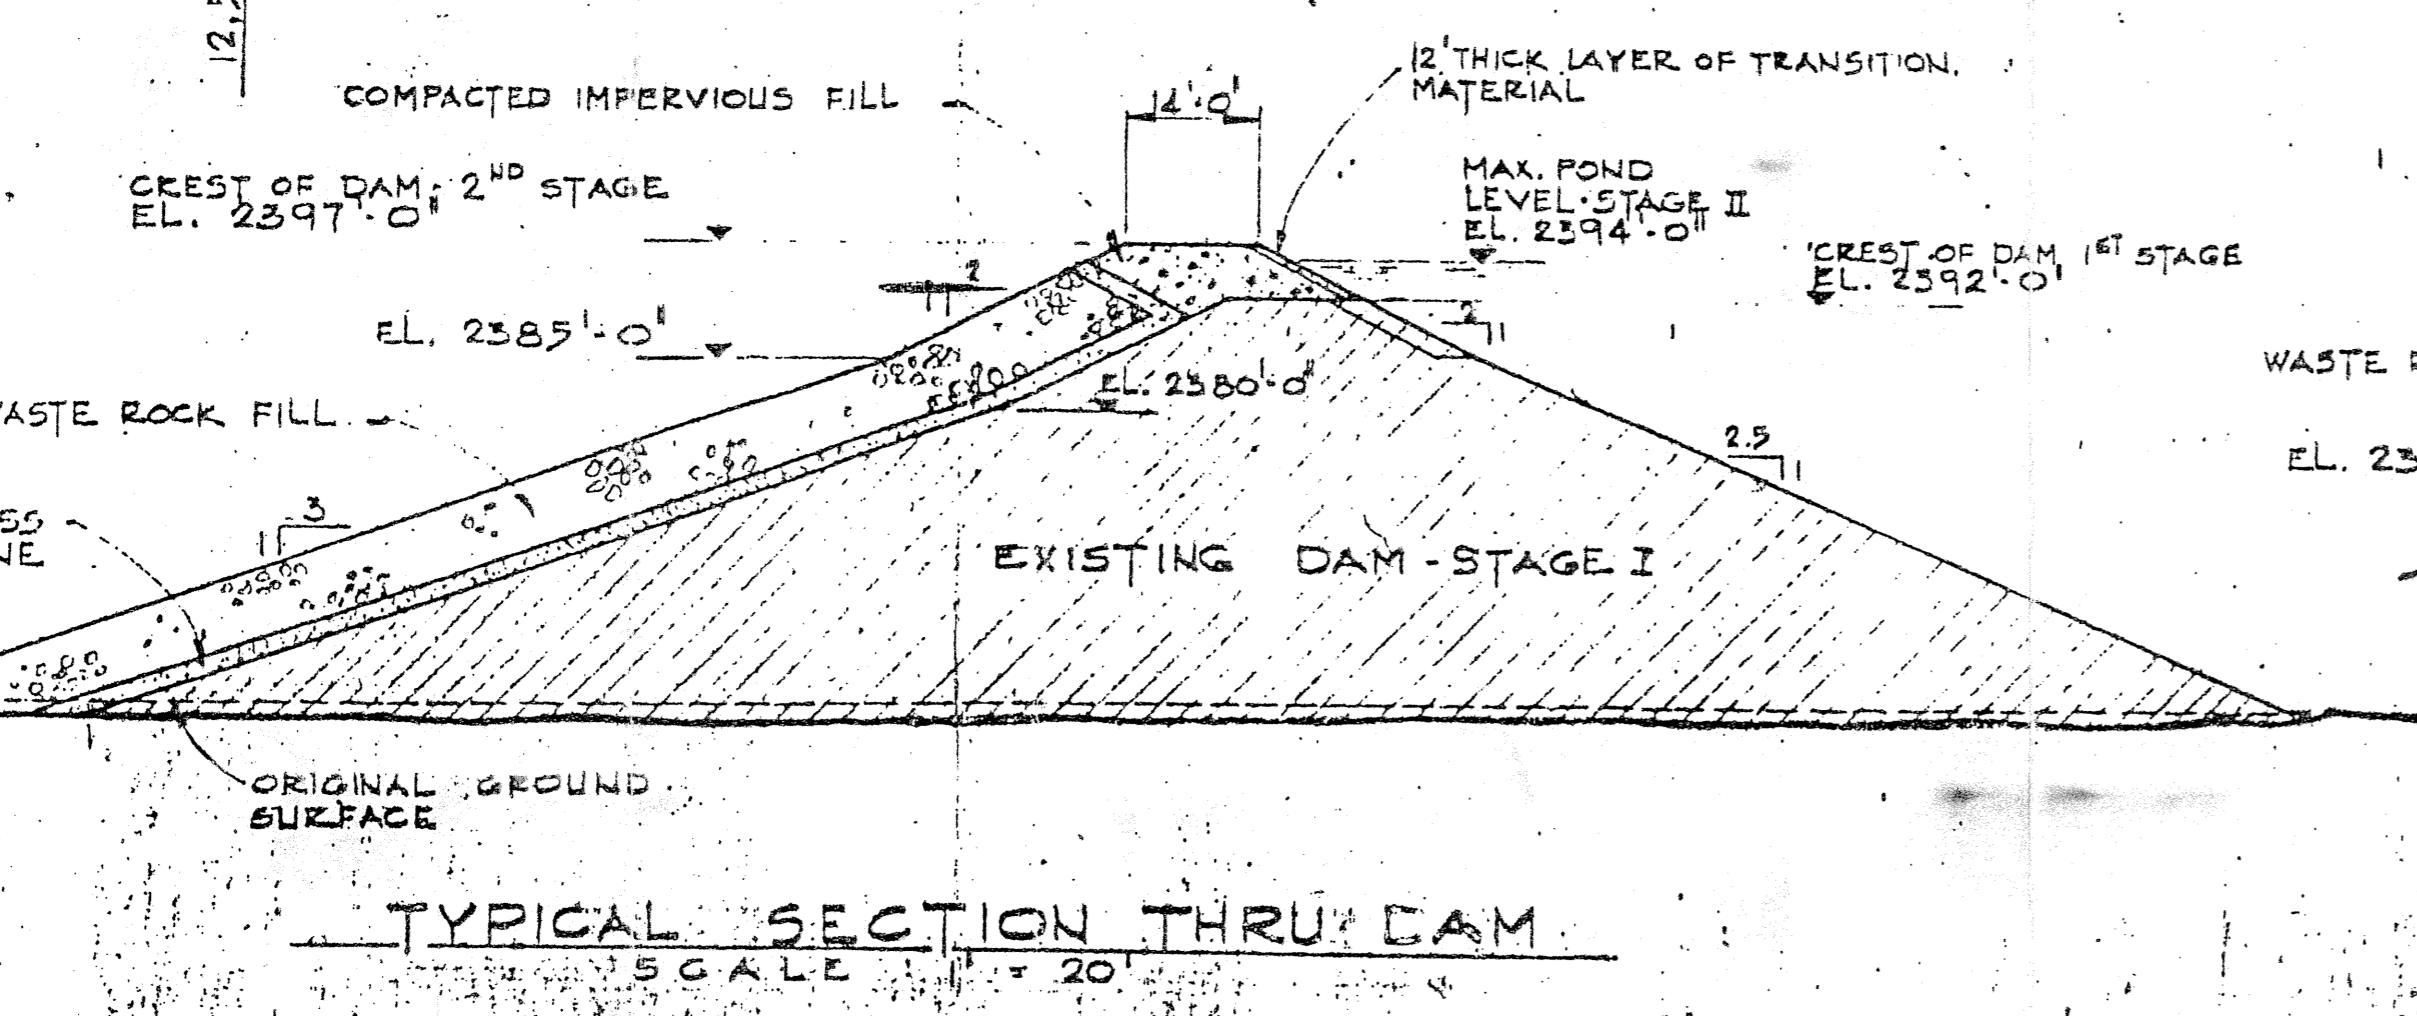 12,
COMPACTED IMPERVIOUS FILL
14'-0"
12" THICK LAYER OF TRANSITION
MATERIAL
CREST OF DAM, 2ND STAGE
EL. 2397'-0"
MAX. POND
LEVEL-STAGE II
EL. 2394'-0"
CREST OF DAM, 1ST STAGE
EL. 2392'-0"
2
1
EL. 2385'-0"
2
1
WASTE
EL. 2380'-0"
ASTE ROCK FILL
2.5
1
EL. 23
SS
NE
3
1
EXISTING DAM - STAGE I
ORIGINAL GROUND
SURFACE
TYPICAL SECTION THRU DAM
SCALE 1" = 20'